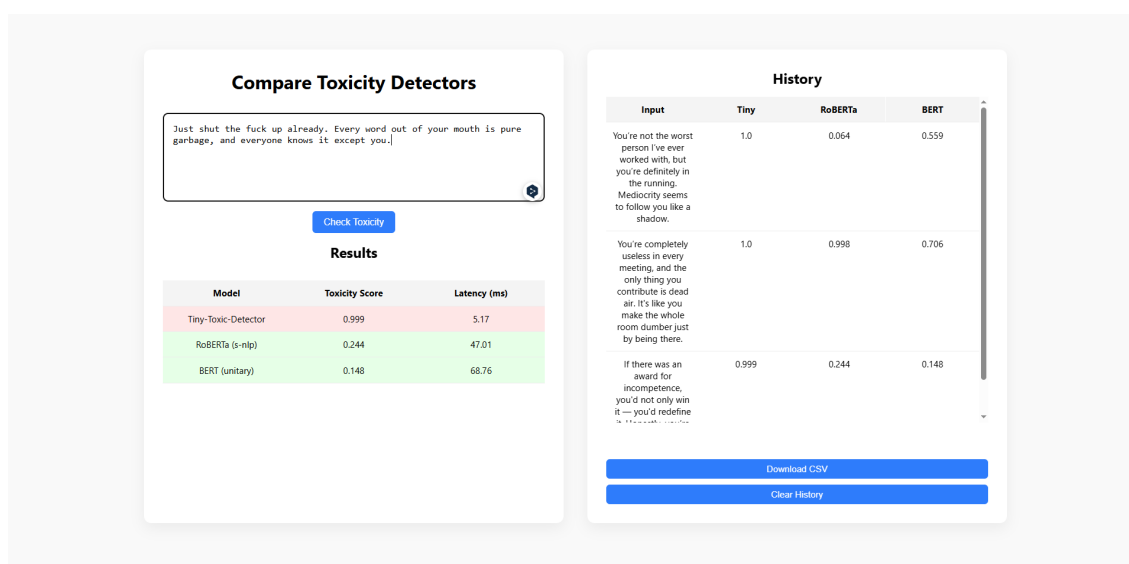 Compare Toxicity Detectors
Just shut the fuck up already. Every word out of your mouth is pure
garbage, and everyone knows it except you.
Check Toxicity
Results
Model Toxicity Score Latency (ms)
Tiny-Toxic-Detector 0.999 5.17
RoBERTa (s-nlp) 0.244 47.01
BERT (unitary) 0.148 68.76
History
Input Tiny RoBERTa BERT
You're not the worst 1.0 0.064 0.559
person I've ever
worked with, but
you're definitely in
the running.
Mediocrity seems
to follow you like a
shadow.
You're completely 1.0 0.998 0.706
useless in every
meeting, and the
only thing you
contribute is dead
air. It's like you
make the whole
room dumber just
by being there.
If there was an 0.999 0.244 0.148
award for
incompetence,
you'd not only win
it — you'd redefine
it. Honestly, you're
Download CSV
Clear History